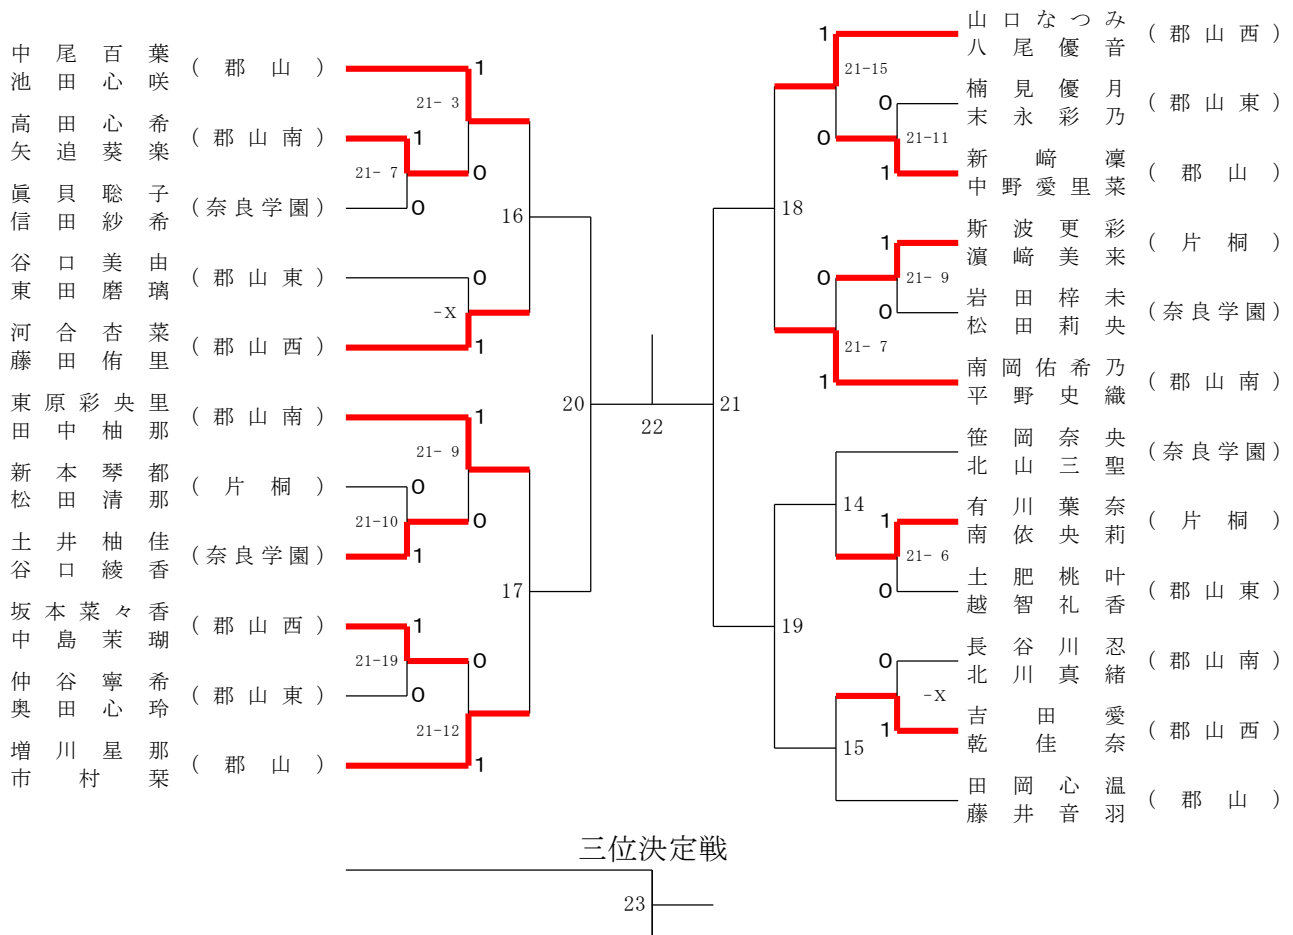 中尾百葉
池田心咲
(郡山)
1
21- 3
高田心希
矢追葵楽
(郡山南)
1
21- 7
0
眞貝聡子
信田紗希
(奈良学園)
0
16
谷口美由
東田磨璃
(郡山東)
0
-X
河合杏菜
藤田侑里
(郡山西)
1
20
東原彩央里
田中柚那
(郡山南)
1
21- 9
新本琴都
松田清那
(片桐)
0
21-10
0
土井柚佳
谷口綾香
(奈良学園)
1
17
坂本菜々香
中島茉瑚
(郡山西)
1
21-19
0
仲谷寧希
奥田心玲
(郡山東)
0
21-12
増川星那
市村栞
(郡山)
1
22
山口なつみ
八尾優音
(郡山西)
1
21-15
楠見優月
末永彩乃
(郡山東)
0
0
21-11
新﨑凜
中野愛里菜
(郡山)
1
18
斯波更彩
濵﨑美来
(片桐)
1
0
21- 9
岩田梓未
松田莉央
(奈良学園)
0
21- 7
南岡佑希乃
平野史織
(郡山南)
1
21
笹岡奈央
北山三聖
(奈良学園)
14
有川葉奈
南依央莉
(片桐)
1
21- 6
土肥桃叶
越智礼香
(郡山東)
0
19
長谷川忍
北川真緒
(郡山南)
0
-X
吉田愛
乾佳奈
(郡山西)
1
15
田岡心温
藤井音羽
(郡山)
三位決定戦
23